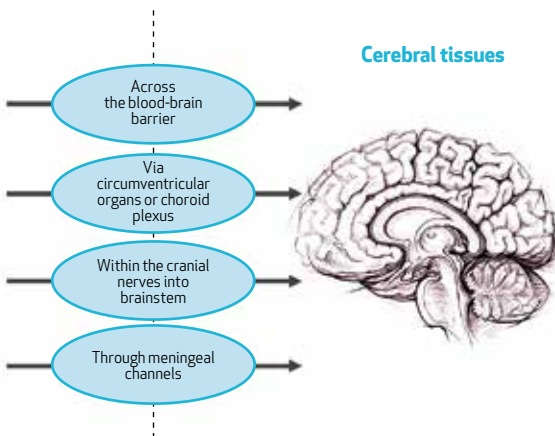 Cerebral tissues
Across
the blood-brain
barrier
Via
circumventricular
organs or choroid
plexus
Within the cranial
nerves into
brainstem
Through meningeal
channels